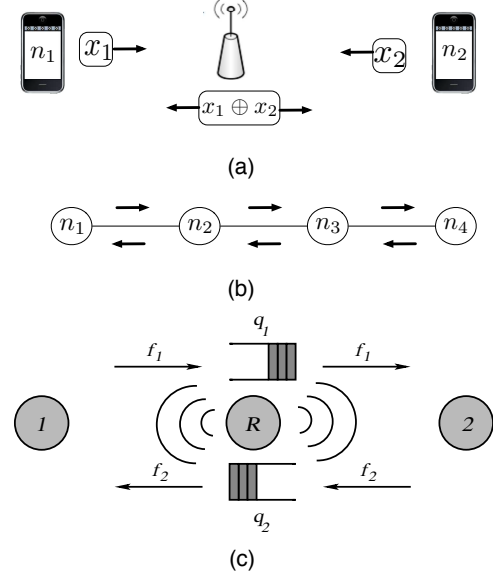 n₁ x₁ x₂ n₂
x₁ ⊕ x₂
(a)
n₁ n₂ n₃ n₄
(b)
q₁
f₁ f₁
1 R 2
f₂ f₂
q₂
(c)